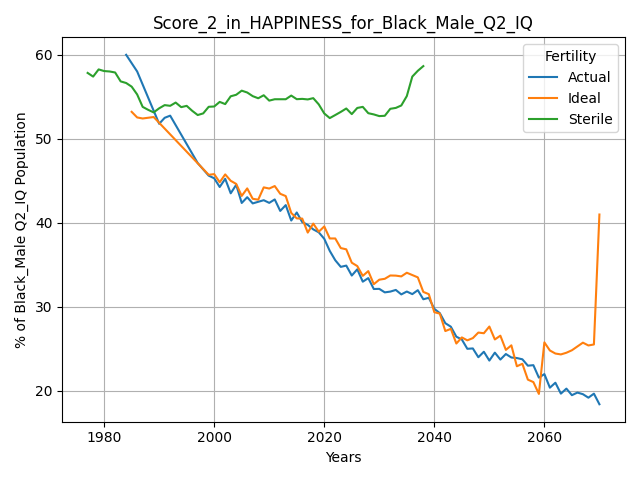 Score_2_in_HAPPINESS_for_Black_Male_Q2_IQ
% of Black_Male Q2_IQ Population
60
50
40
30
20
Fertility
Actual
Ideal
Sterile
1980
2000
2020
2040
2060
Years